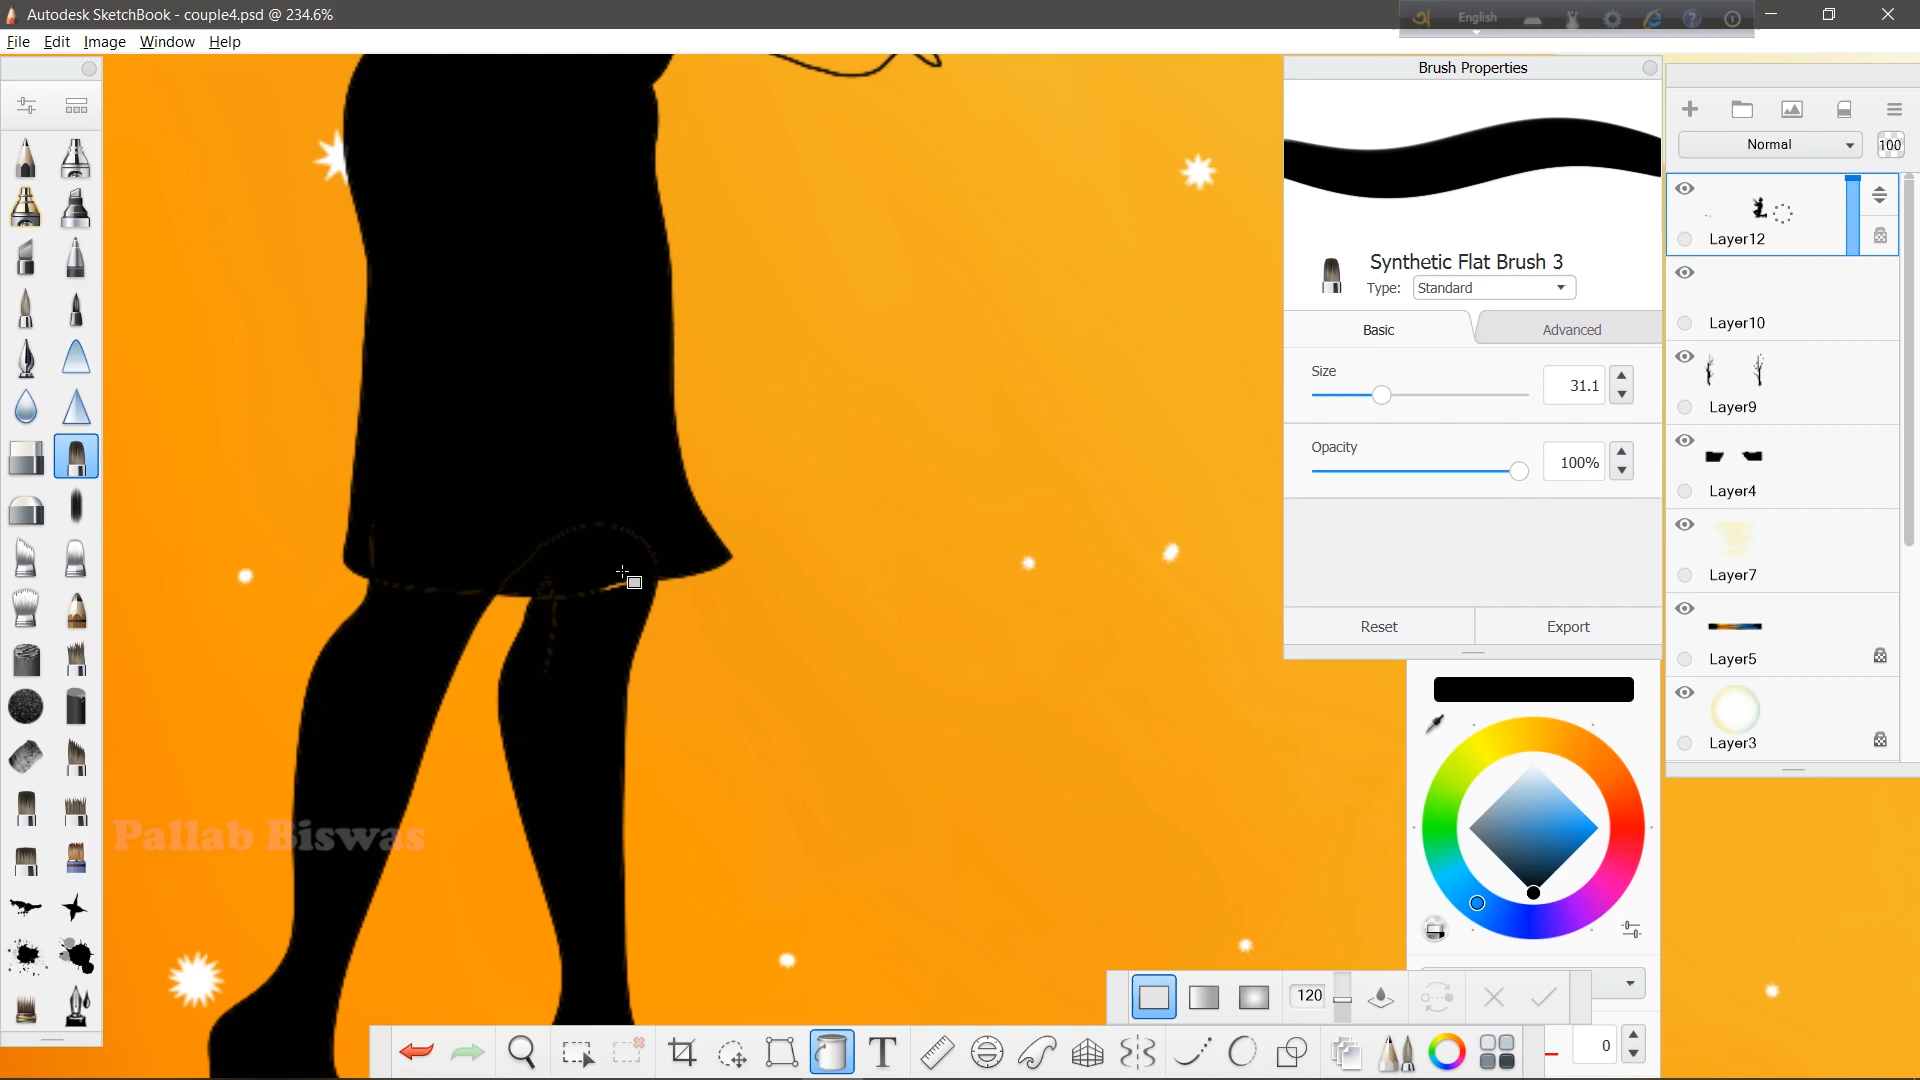 Autodesk SketchBook - couple4.psd @ 234.6%
English
File Edit Image Window Help
Brush Properties
Normal
100
Synthetic Flat Brush 3
Type: Standard
Basic Advanced
Size
31.1
Opacity
100%
Reset Export
Layer12
Layer10
Layer9
Layer4
Layer7
Layer5
Layer3
Pallab Biswas
120
T
0